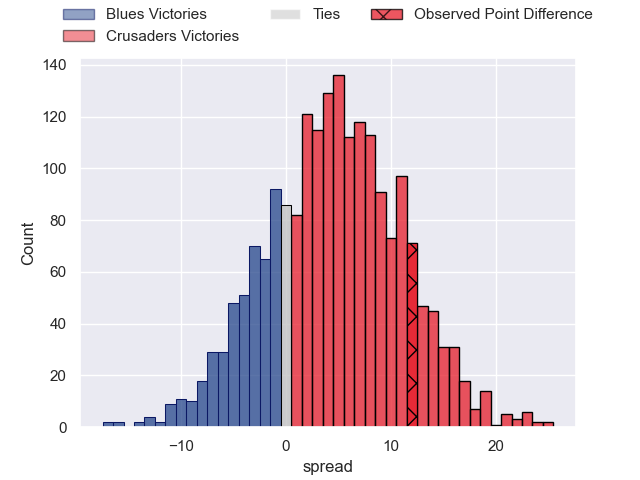 Blues Victories
Ties
Observed Point Difference
Crusaders Victories
140
120
100
80
60
40
20
0
Count
−10
0
10
20
spread